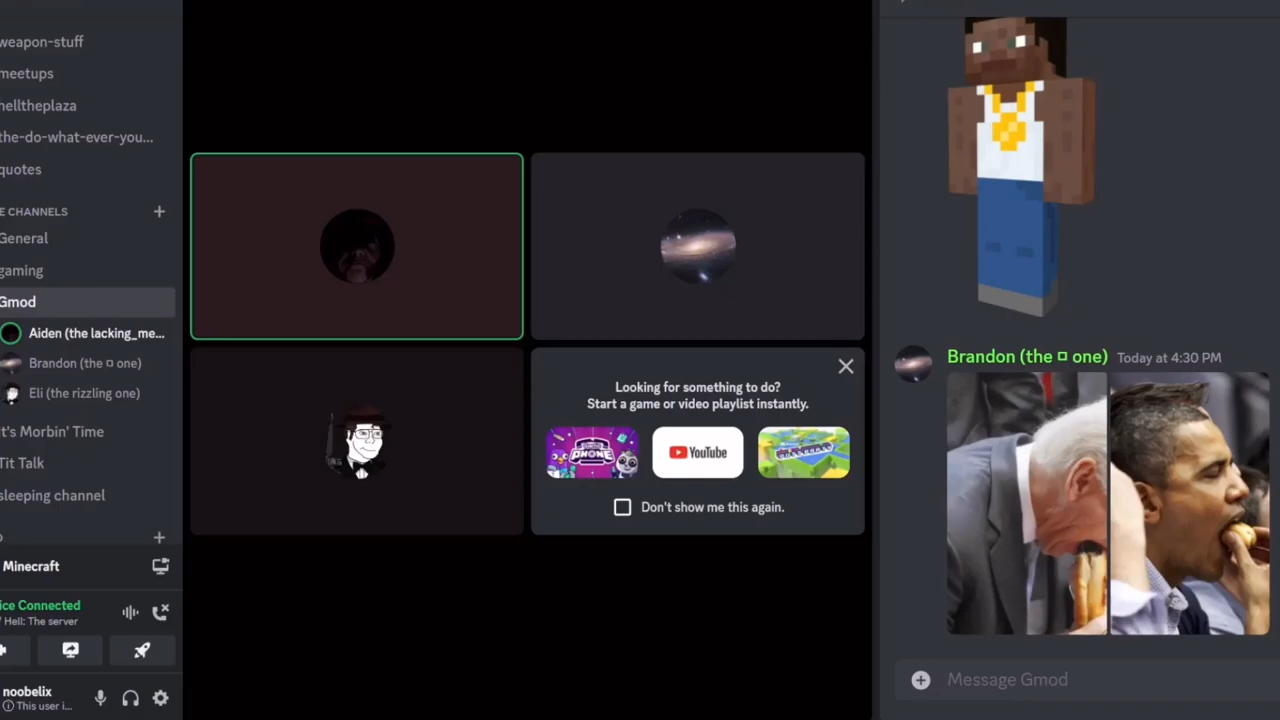 weapon-stuff
meetups
helltheplaza
the-do-what-ever-you...
quotes
E CHANNELS
General
gaming
Gmod
Aiden (the lacking_me...
Brandon (the ¤ one)
Eli (the rizzling one)
t's Morbin' Time
Tit Talk
sleeping channel
Minecraft
ice Connected
/ Hell: The server
noobelix
This user i...
Looking for something to do?
Start a game or video playlist instantly.
PHONE
YouTube
Don't show me this again.
Brandon (the ¤ one) Today at 4:30 PM
Message Gmod